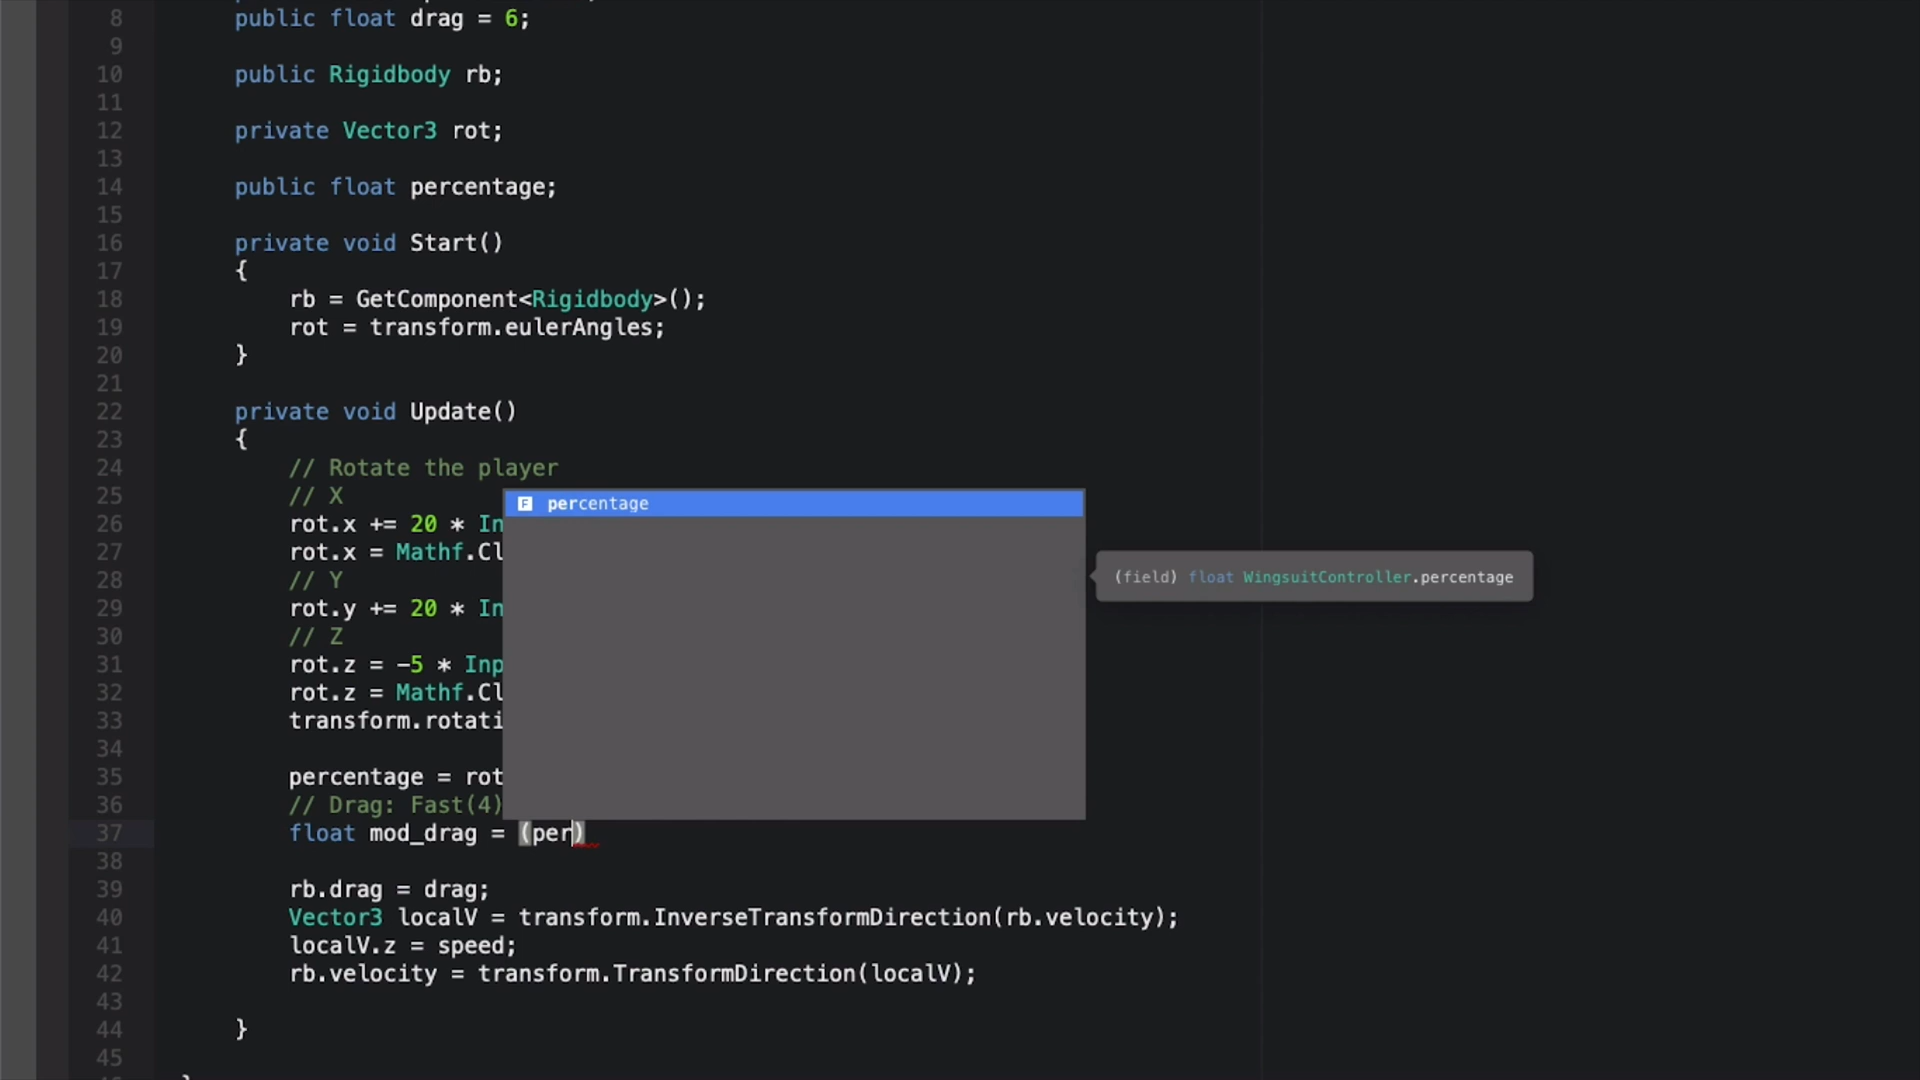 8 public float drag = 6;
9
10 public Rigidbody rb;
11
12 private Vector3 rot;
13
14 public float percentage;
15
16 private void Start()
17 {
18 rb = GetComponent<Rigidbody>();
19 rot = transform.eulerAngles;
20 }
21
22 private void Update()
23 {
24 // Rotate the player
25 // X
percentage
26 rot.x += 20 * In
27 rot.x = Mathf.Cl
(field) float WingsuitController.percentage
28 // Y
29 rot.y += 20 * In
30 // Z
31 rot.z = -5 * Inp
32 rot.z = Mathf.Cl
33 transform.rotati
34
35 percentage = rot
36 // Drag: Fast(4)
37 float mod_drag = (per)
38
39 rb.drag = drag;
40 Vector3 localV = transform.InverseTransformDirection(rb.velocity);
41 localV.z = speed;
42 rb.velocity = transform.TransformDirection(localV);
43
44 }
45